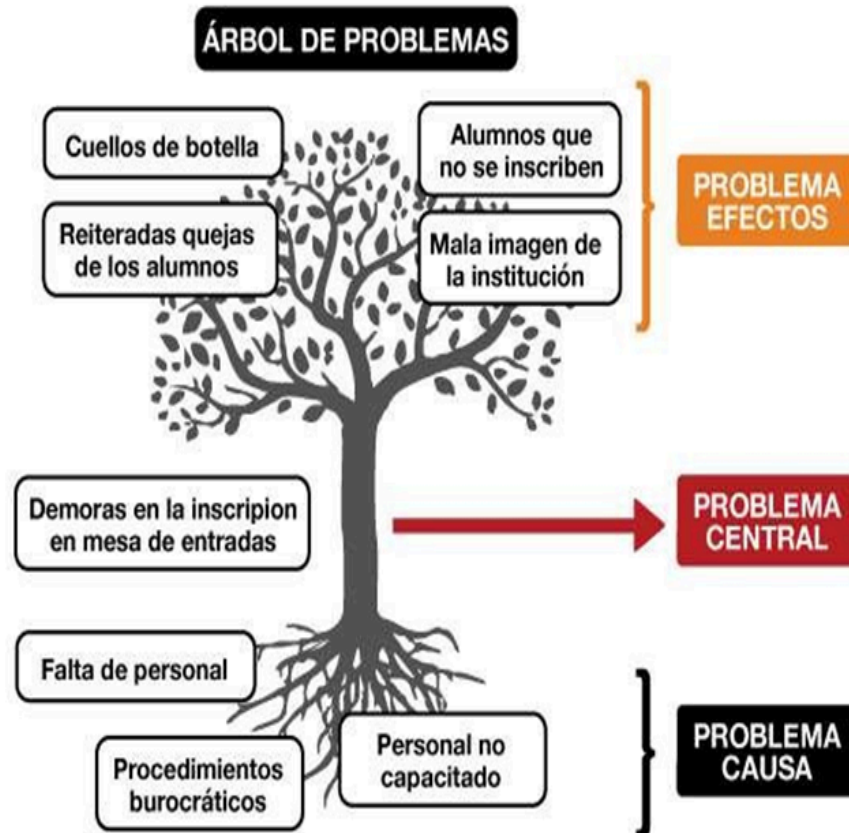 ÁRBOL DE PROBLEMAS
Cuellos de botella
Alumnos que
no se inscriben
Reiteradas quejas
de los alumnos
Mala imagen de
la institución
PROBLEMA
EFECTOS
Demoras en la inscripion
en mesa de entradas
PROBLEMA
CENTRAL
Falta de personal
Procedimientos
burocráticos
Personal no
capacitado
PROBLEMA
CAUSA